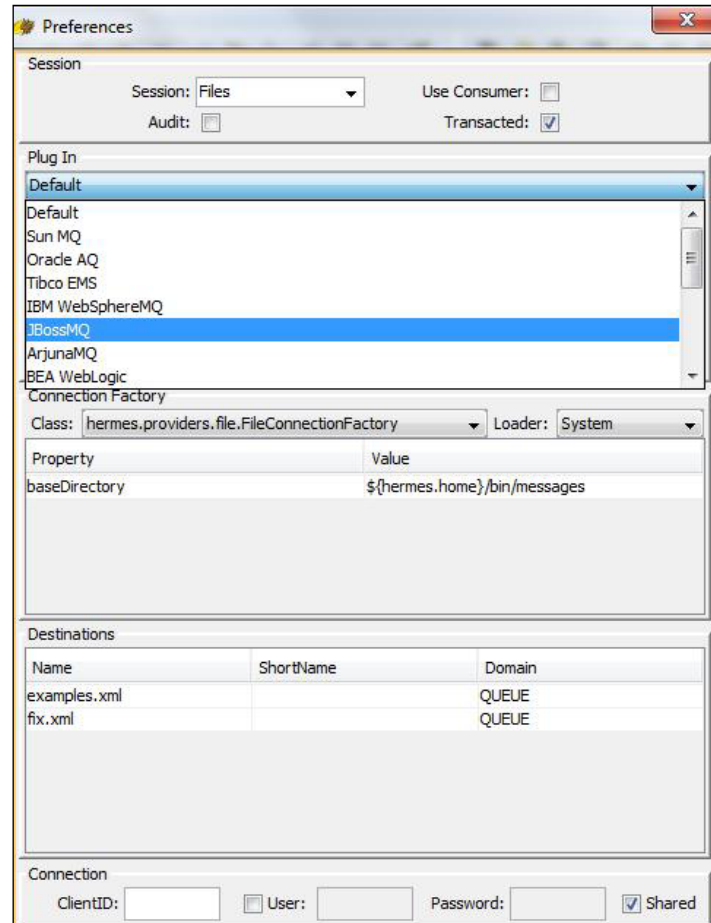 Preferences
Session
Session: Files Use Consumer:
Audit: Transacted:
Plug In
Default
Default
Sun MQ
Oracle AQ
Tibco EMS
IBM WebSphereMQ
JBossMQ
ArjunaMQ
BEA WebLogic
Connection Factory
Class: hermes.providers.file.FileConnectionFactory Loader: System
Property Value
baseDirectory ${hermes.home}/bin/messages
Destinations
Name ShortName Domain
examples.xml QUEUE
fix.xml QUEUE
Connection
ClientID: User: Password: Shared